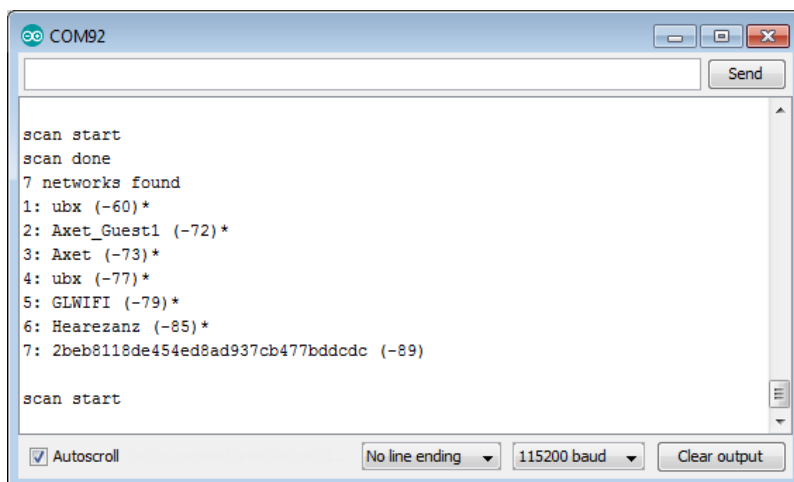 COM92
Send
scan start
scan done
7 networks found
1: ubx (-60)*
2: Axet_Guest1 (-72)*
3: Axet (-73)*
4: ubx (-77)*
5: GLWIFI (-79)*
6: Hearezanz (-85)*
7: 2beb8118de454ed8ad937cb477bddcdc (-89)
scan start
Autoscroll No line ending 115200 baud Clear output